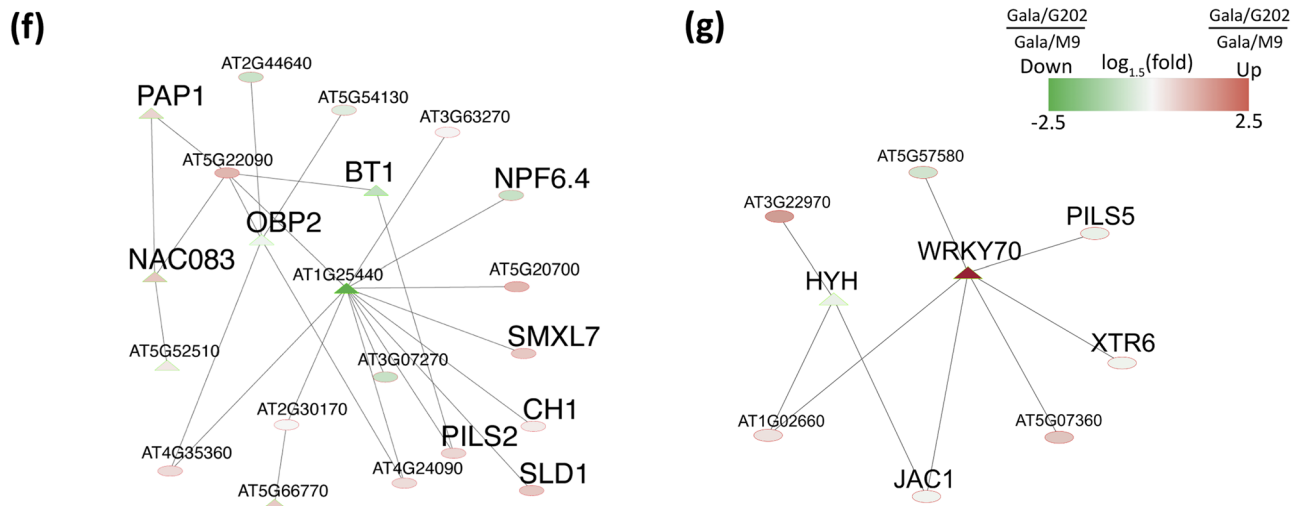 (f)
AT2G44640
PAP1
AT5G54130
AT3G63270
AT5G22090
BT1
NPF6.4
OBP2
NAC083
AT1G25440
AT5G20700
SMXL7
AT5G52510
AT3G07270
AT2G30170
CH1
PILS2
AT4G35360
AT4G24090
SLD1
AT5G66770
(g)
Gala/G202
Gala/M9
Gala/G202
Gala/M9
Down log1.5(fold) Up
-2.5 2.5
AT5G57580
AT3G22970
PILS5
WRKY70
HYH
XTR6
AT1G02660
AT5G07360
JAC1